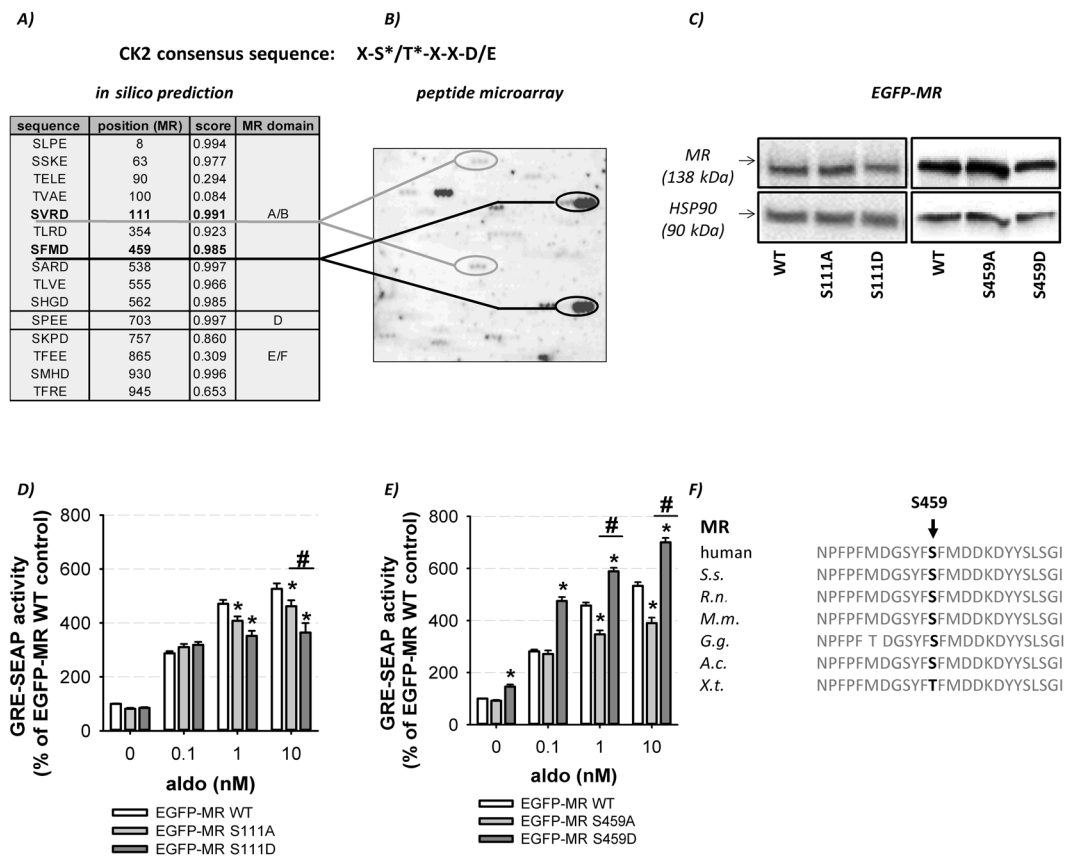 A)
B)
C)
CK2 consensus sequence: X-S*/T*-X-X-D/E
in silico prediction
peptide microarray
EGFP-MR
sequence position (MR) score MR domain
SLPE 8 0.994
SSKE 63 0.977
TELE 90 0.294
TVAE 100 0.084
SVRD 111 0.991 A/B
TLRD 354 0.923
SFMD 459 0.985
SARD 538 0.997
TLVE 555 0.966
SHGD 562 0.985
SPEE 703 0.997 D
SKPD 757 0.860
TFEE 865 0.309 E/F
SMHD 930 0.996
TFRE 945 0.653
MR
(138 kDa)
HSP90
(90 kDa)
WT
S111A
S111D
WT
S459A
S459D
D)
GRE-SEAP activity
(% of EGFP-MR WT control)
800
600
400
200
0
* * * *
#
0 0.1 1 10
aldo (nM)
EGFP-MR WT
EGFP-MR S111A
EGFP-MR S111D
E)
GRE-SEAP activity
(% of EGFP-MR WT control)
800
600
400
200
0
* * * * * *
# #
0 0.1 1 10
aldo (nM)
EGFP-MR WT
EGFP-MR S459A
EGFP-MR S459D
F)
S459
MR
human NPFPFMDGSYFSFMDDKDYYSLSGI
S.s. NPFPFMDGSYFSFMDDKDYYSLSGI
R.n. NPFPFMDGSYFSFMDDKDYYSLSGI
M.m. NPFPFMDGSYFSFMDDKDYYSLSGI
G.g. NPFPF T DGSYFSFMDDKDYYSLSGI
A.c. NPFPFMDGSYFSFMDDKDYYSLSGI
X.t. NPFPFMDGSYFTFMDDKDYYSLSGI